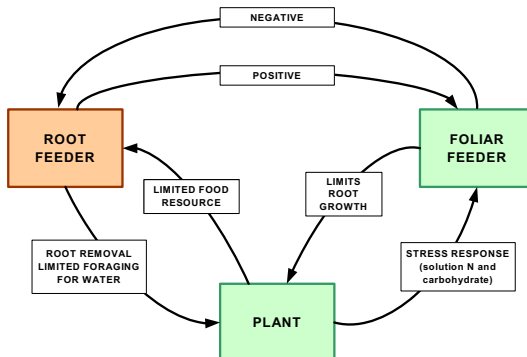 NEGATIVE
POSITIVE
ROOT
FEEDER
FOLIAR
FEEDER
LIMITED FOOD
RESOURCE
LIMITS
ROOT
GROWTH
ROOT REMOVAL
LIMITED FORAGING
FOR WATER
STRESS RESPONSE
(solution N and
carbohydrate)
PLANT